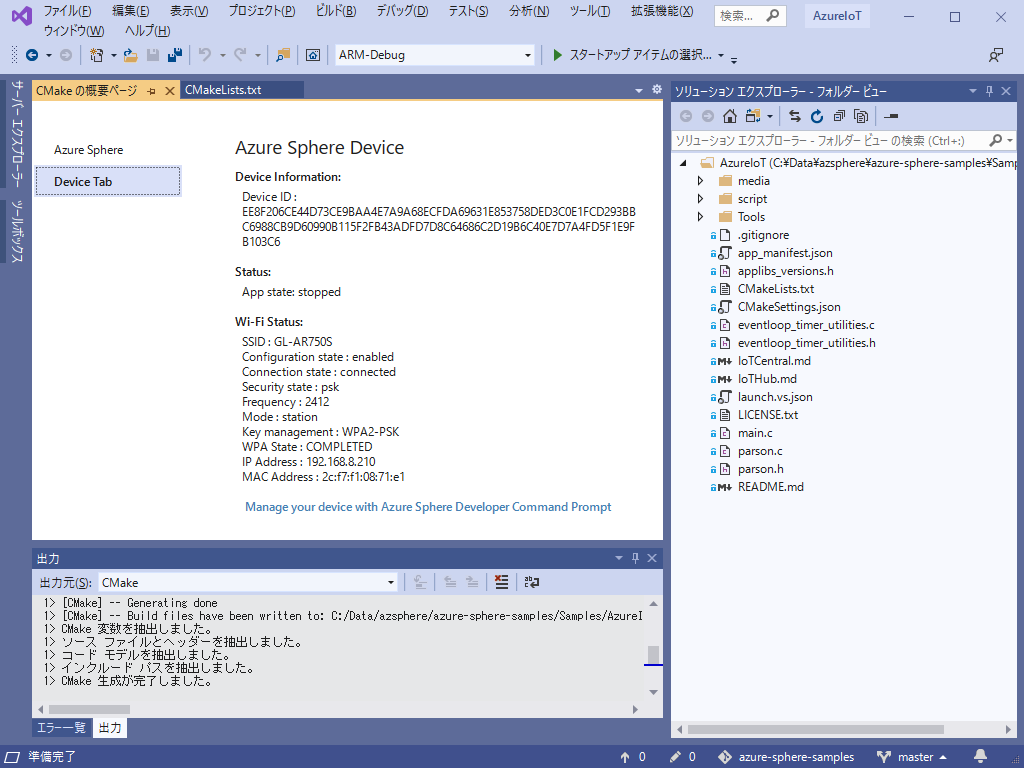 ファイル(F) 編集(E) 表示(V) プロジェクト(P) ビルド(B) デバッグ(D) テスト(S) 分析(N) ツール(T) 拡張機能(X) 検索... AzureIoT
ウィンドウ(W) ヘルプ(H)
ARM-Debug スタートアップ アイテムの選択...
サーバー エクスプローラー
ツールボックス
CMake の概要ページ CMakeLists.txt
Azure Sphere
Device Tab
Azure Sphere Device
Device Information:
Device ID :
EE8F206CE44D73CE9BAA4E7A9A68ECFDA69631E853758DED3C0E1FCD293BB
C6988CB9D60990B115F2FB43ADFD7D8C64686C2D19B6C40E7D7A4FD5F1E9F
B103C6
Status:
App state: stopped
Wi-Fi Status:
SSID : GL-AR750S
Configuration state : enabled
Connection state : connected
Security state : psk
Frequency : 2412
Mode : station
Key management : WPA2-PSK
WPA State : COMPLETED
IP Address : 192.168.8.210
MAC Address : 2c:f7:f1:08:71:e1
Manage your device with Azure Sphere Developer Command Prompt
出力
出力元(S): CMake
1> [CMake] -- Generating done
1> [CMake] -- Build files have been written to: C:/Data/azsphere/azure-sphere-samples/Samples/AzureI
1> CMake 変数を抽出しました。
1> ソース ファイルとヘッダーを抽出しました。
1> コード モデルを抽出しました。
1> インクルード パスを抽出しました。
1> CMake 生成が完了しました。
エラー一覧 出力
ソリューション エクスプローラー - フォルダー ビュー
ソリューション エクスプローラー - フォルダー ビュー の検索 (Ctrl+:)
AzureIoT (C:¥Data¥azsphere¥azure-sphere-samples¥Samp
media
script
Tools
.gitignore
app_manifest.json
applibs_versions.h
CMakeLists.txt
CMakeSettings.json
eventloop_timer_utilities.c
eventloop_timer_utilities.h
IoTCentral.md
IoTHub.md
launch.vs.json
LICENSE.txt
main.c
parson.c
parson.h
README.md
準備完了 0 0 azure-sphere-samples master